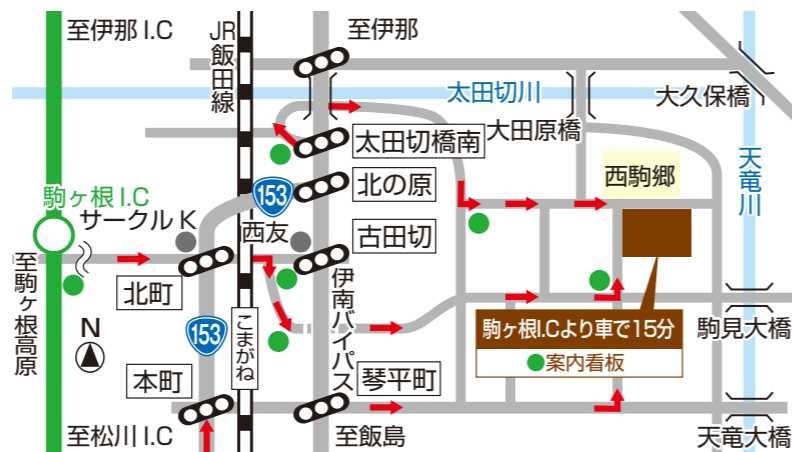 至伊那I.C
JR飯田線
至伊那
太田切川
大久保橋
太田切橋南
大田原橋
天竜川
北の原
西駒郷
153
駒ヶ根I.C
サークルK
西友
古田切
至駒ヶ根高原
北町
伊南バイパス
N
153
こまがね
駒ヶ根I.Cより車で15分
駒見大橋
案内看板
本町
琴平町
至松川I.C
至飯島
天竜大橋